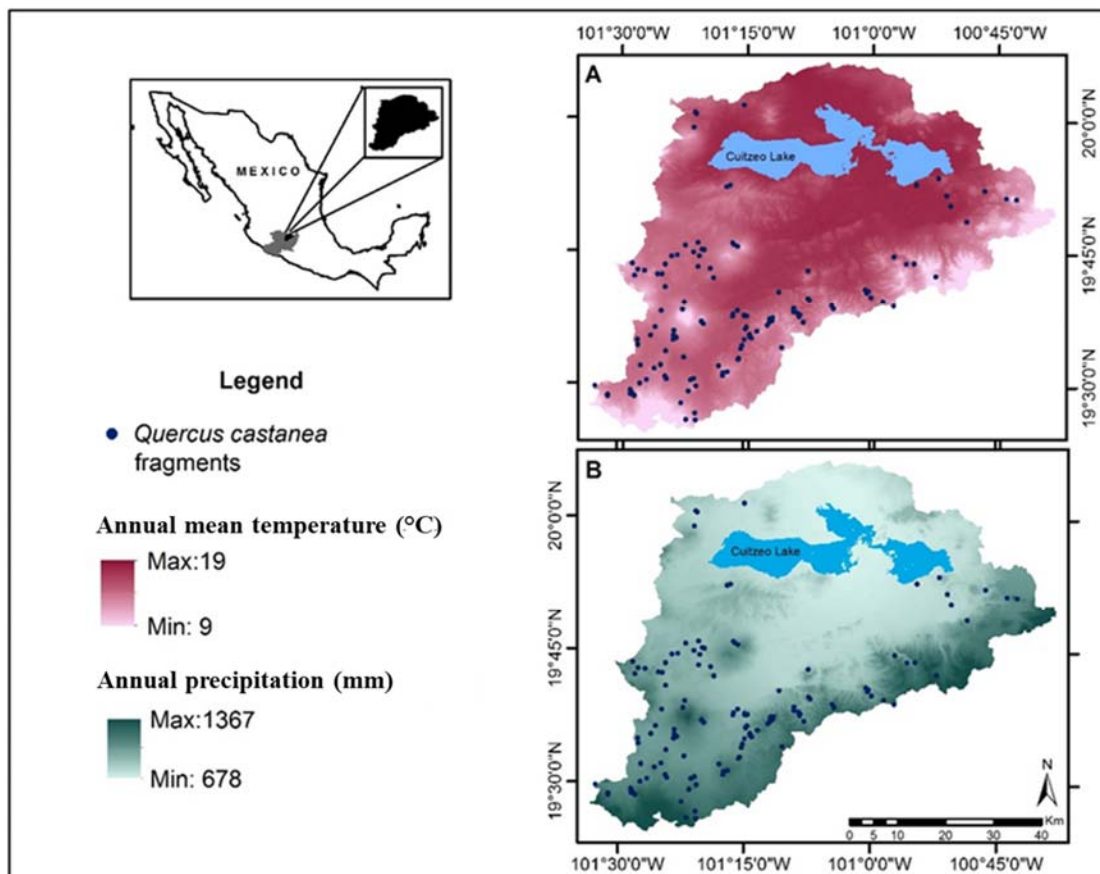 101°30'0"W 101°15'0"W 101°0'0"W 100°45'0"W
A
MEXICO
Cuitzeo Lake
20°0'0"N
19°45'0"N
19°30'0"N
Legend
Quercus castanea
fragments
Annual mean temperature (°C)
Max:19
Min: 9
Annual precipitation (mm)
Max:1367
Min: 678
B
Cuitzeo Lake
20°0'0"N
19°45'0"N
19°30'0"N
N
Km
0 5 10 20 30 40
101°30'0"W 101°15'0"W 101°0'0"W 100°45'0"W